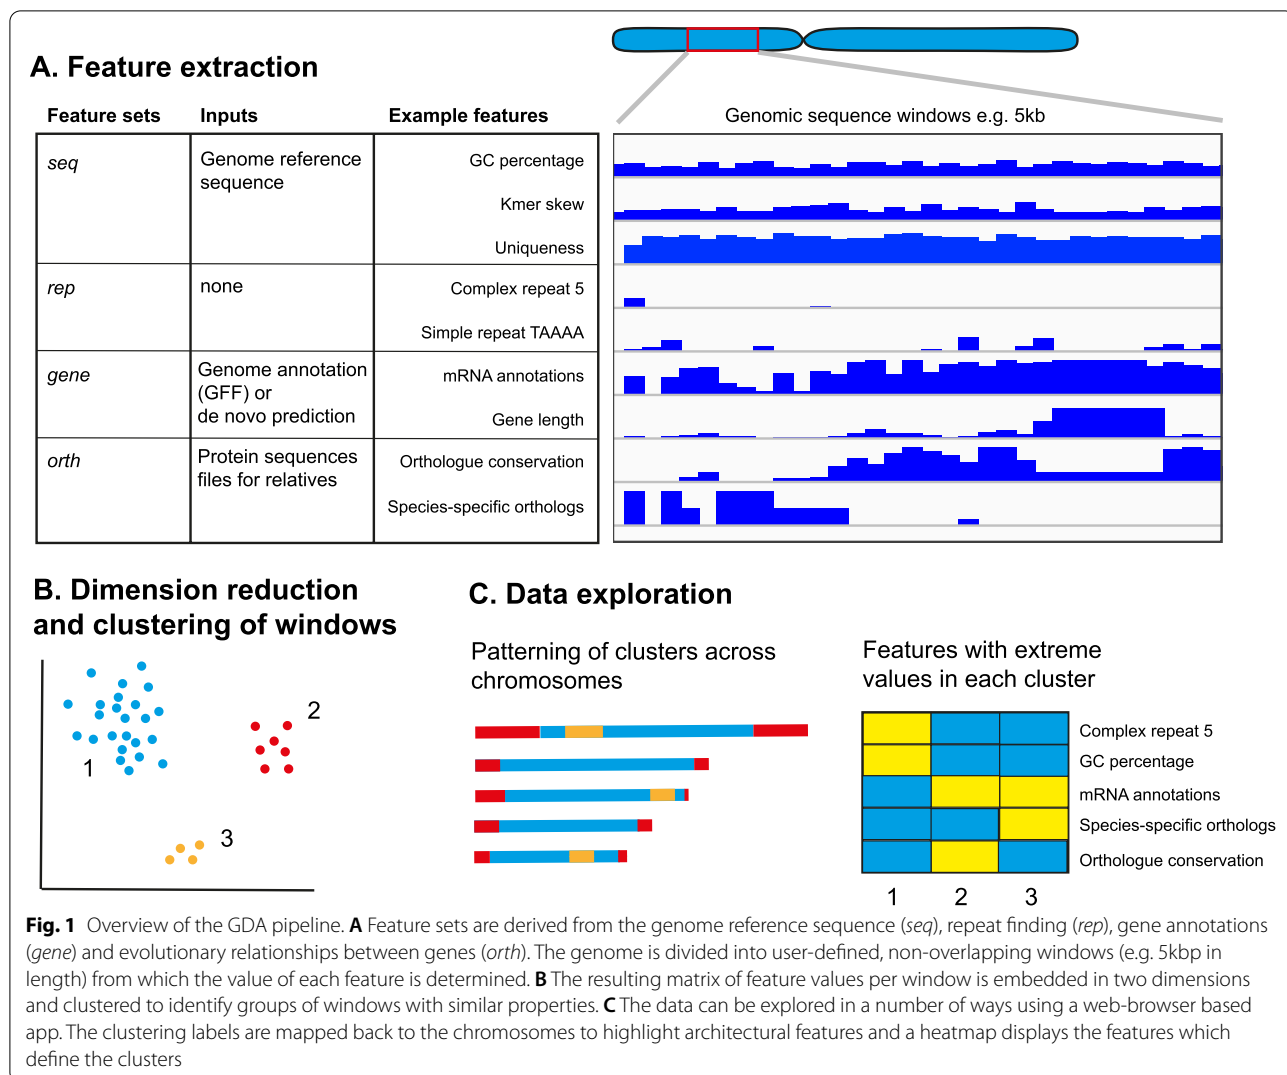 A. Feature extraction
Feature sets Inputs Example features
Genomic sequence windows e.g. 5kb
seq
Genome reference
sequence
GC percentage
Kmer skew
Uniqueness
rep
none
Complex repeat 5
Simple repeat TAAAA
gene
Genome annotation
(GFF) or
de novo prediction
mRNA annotations
Gene length
orth
Protein sequences
files for relatives
Orthologue conservation
Species-specific orthologs
B. Dimension reduction
and clustering of windows
1
2
3
C. Data exploration
Patterning of clusters across
chromosomes
Features with extreme
values in each cluster
Complex repeat 5
GC percentage
mRNA annotations
Species-specific orthologs
Orthologue conservation
1 2 3
Fig. 1 Overview of the GDA pipeline. A Feature sets are derived from the genome reference sequence (seq), repeat finding (rep), gene annotations
(gene) and evolutionary relationships between genes (orth). The genome is divided into user-defined, non-overlapping windows (e.g. 5kbp in
length) from which the value of each feature is determined. B The resulting matrix of feature values per window is embedded in two dimensions
and clustered to identify groups of windows with similar properties. C The data can be explored in a number of ways using a web-browser based
app. The clustering labels are mapped back to the chromosomes to highlight architectural features and a heatmap displays the features which
define the clusters